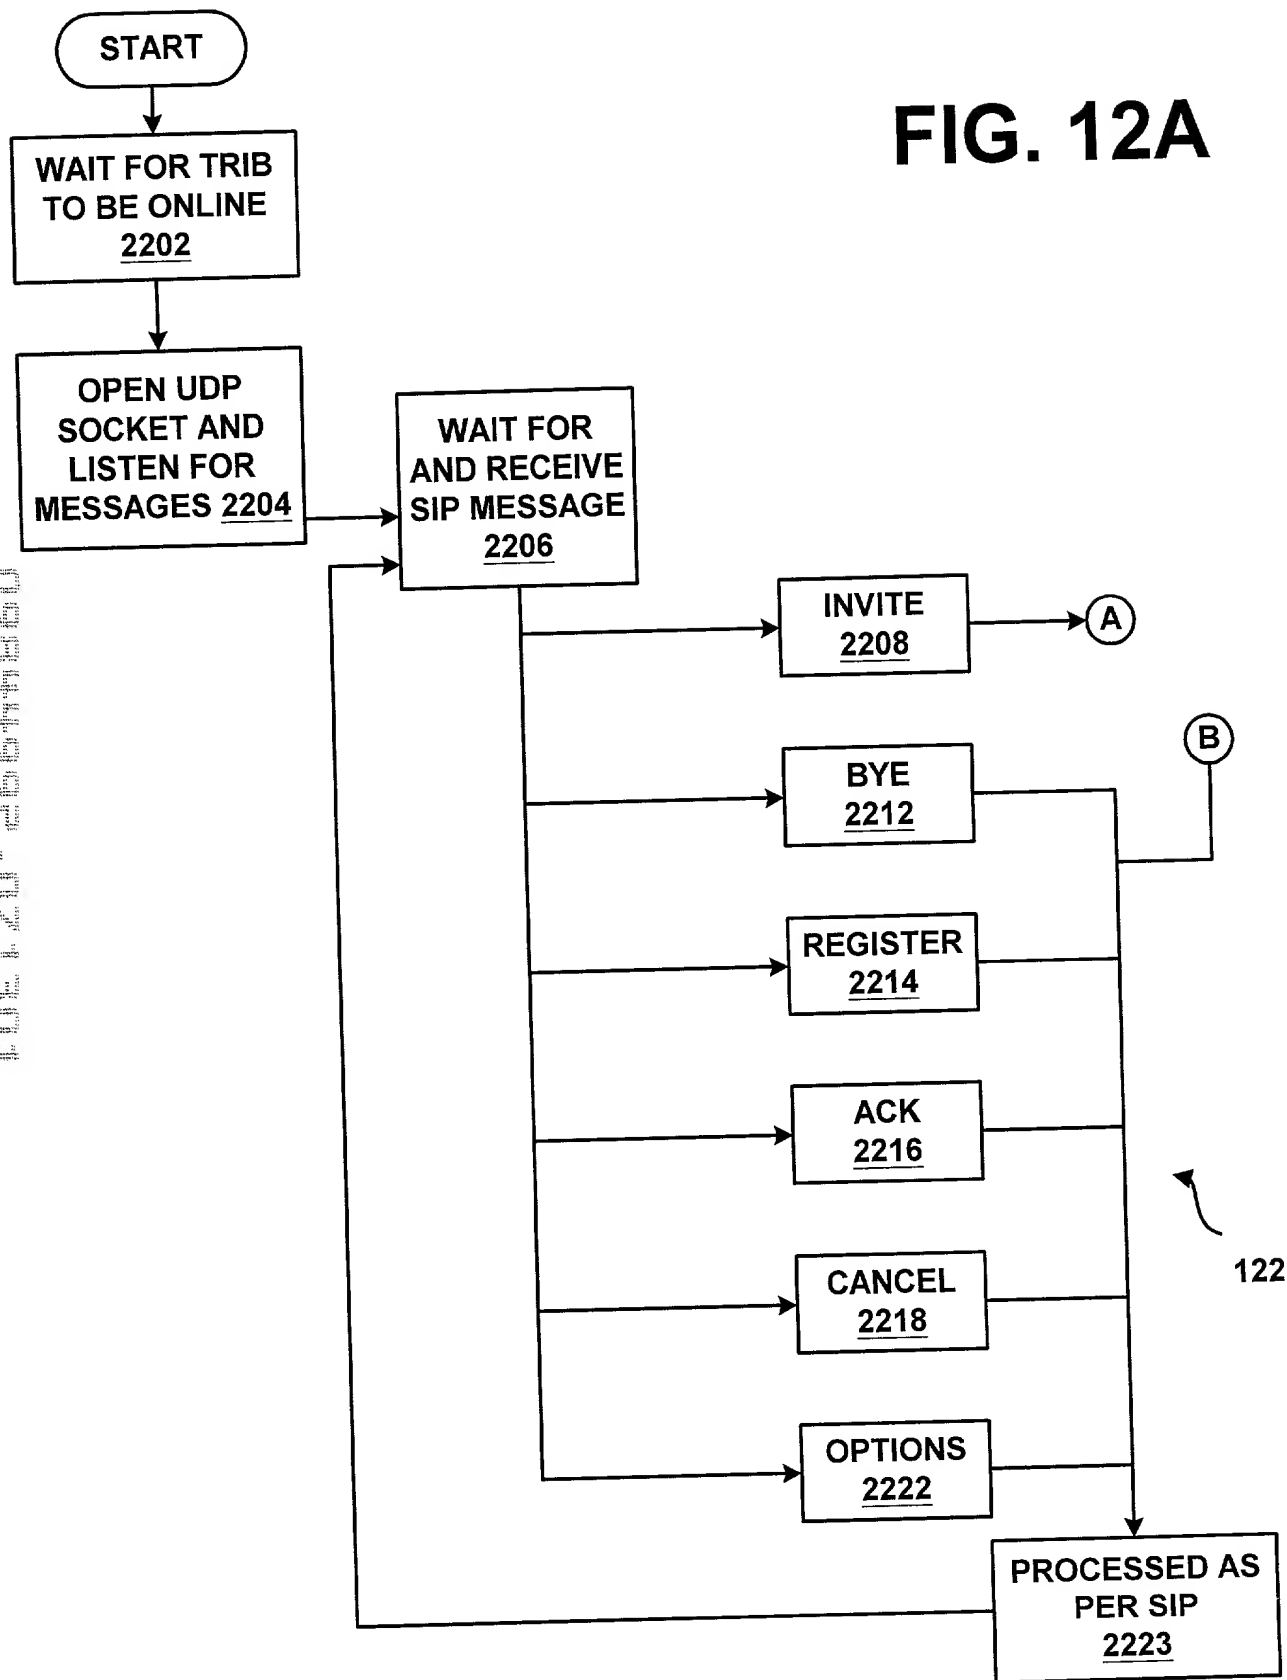 START
FIG. 12A
WAIT FOR TRIB
TO BE ONLINE
2202
OPEN UDP
SOCKET AND
LISTEN FOR
MESSAGES 2204
WAIT FOR
AND RECEIVE
SIP MESSAGE
2206
INVITE
2208
A
B
BYE
2212
REGISTER
2214
ACK
2216
122
CANCEL
2218
OPTIONS
2222
PROCESSED AS
PER SIP
2223